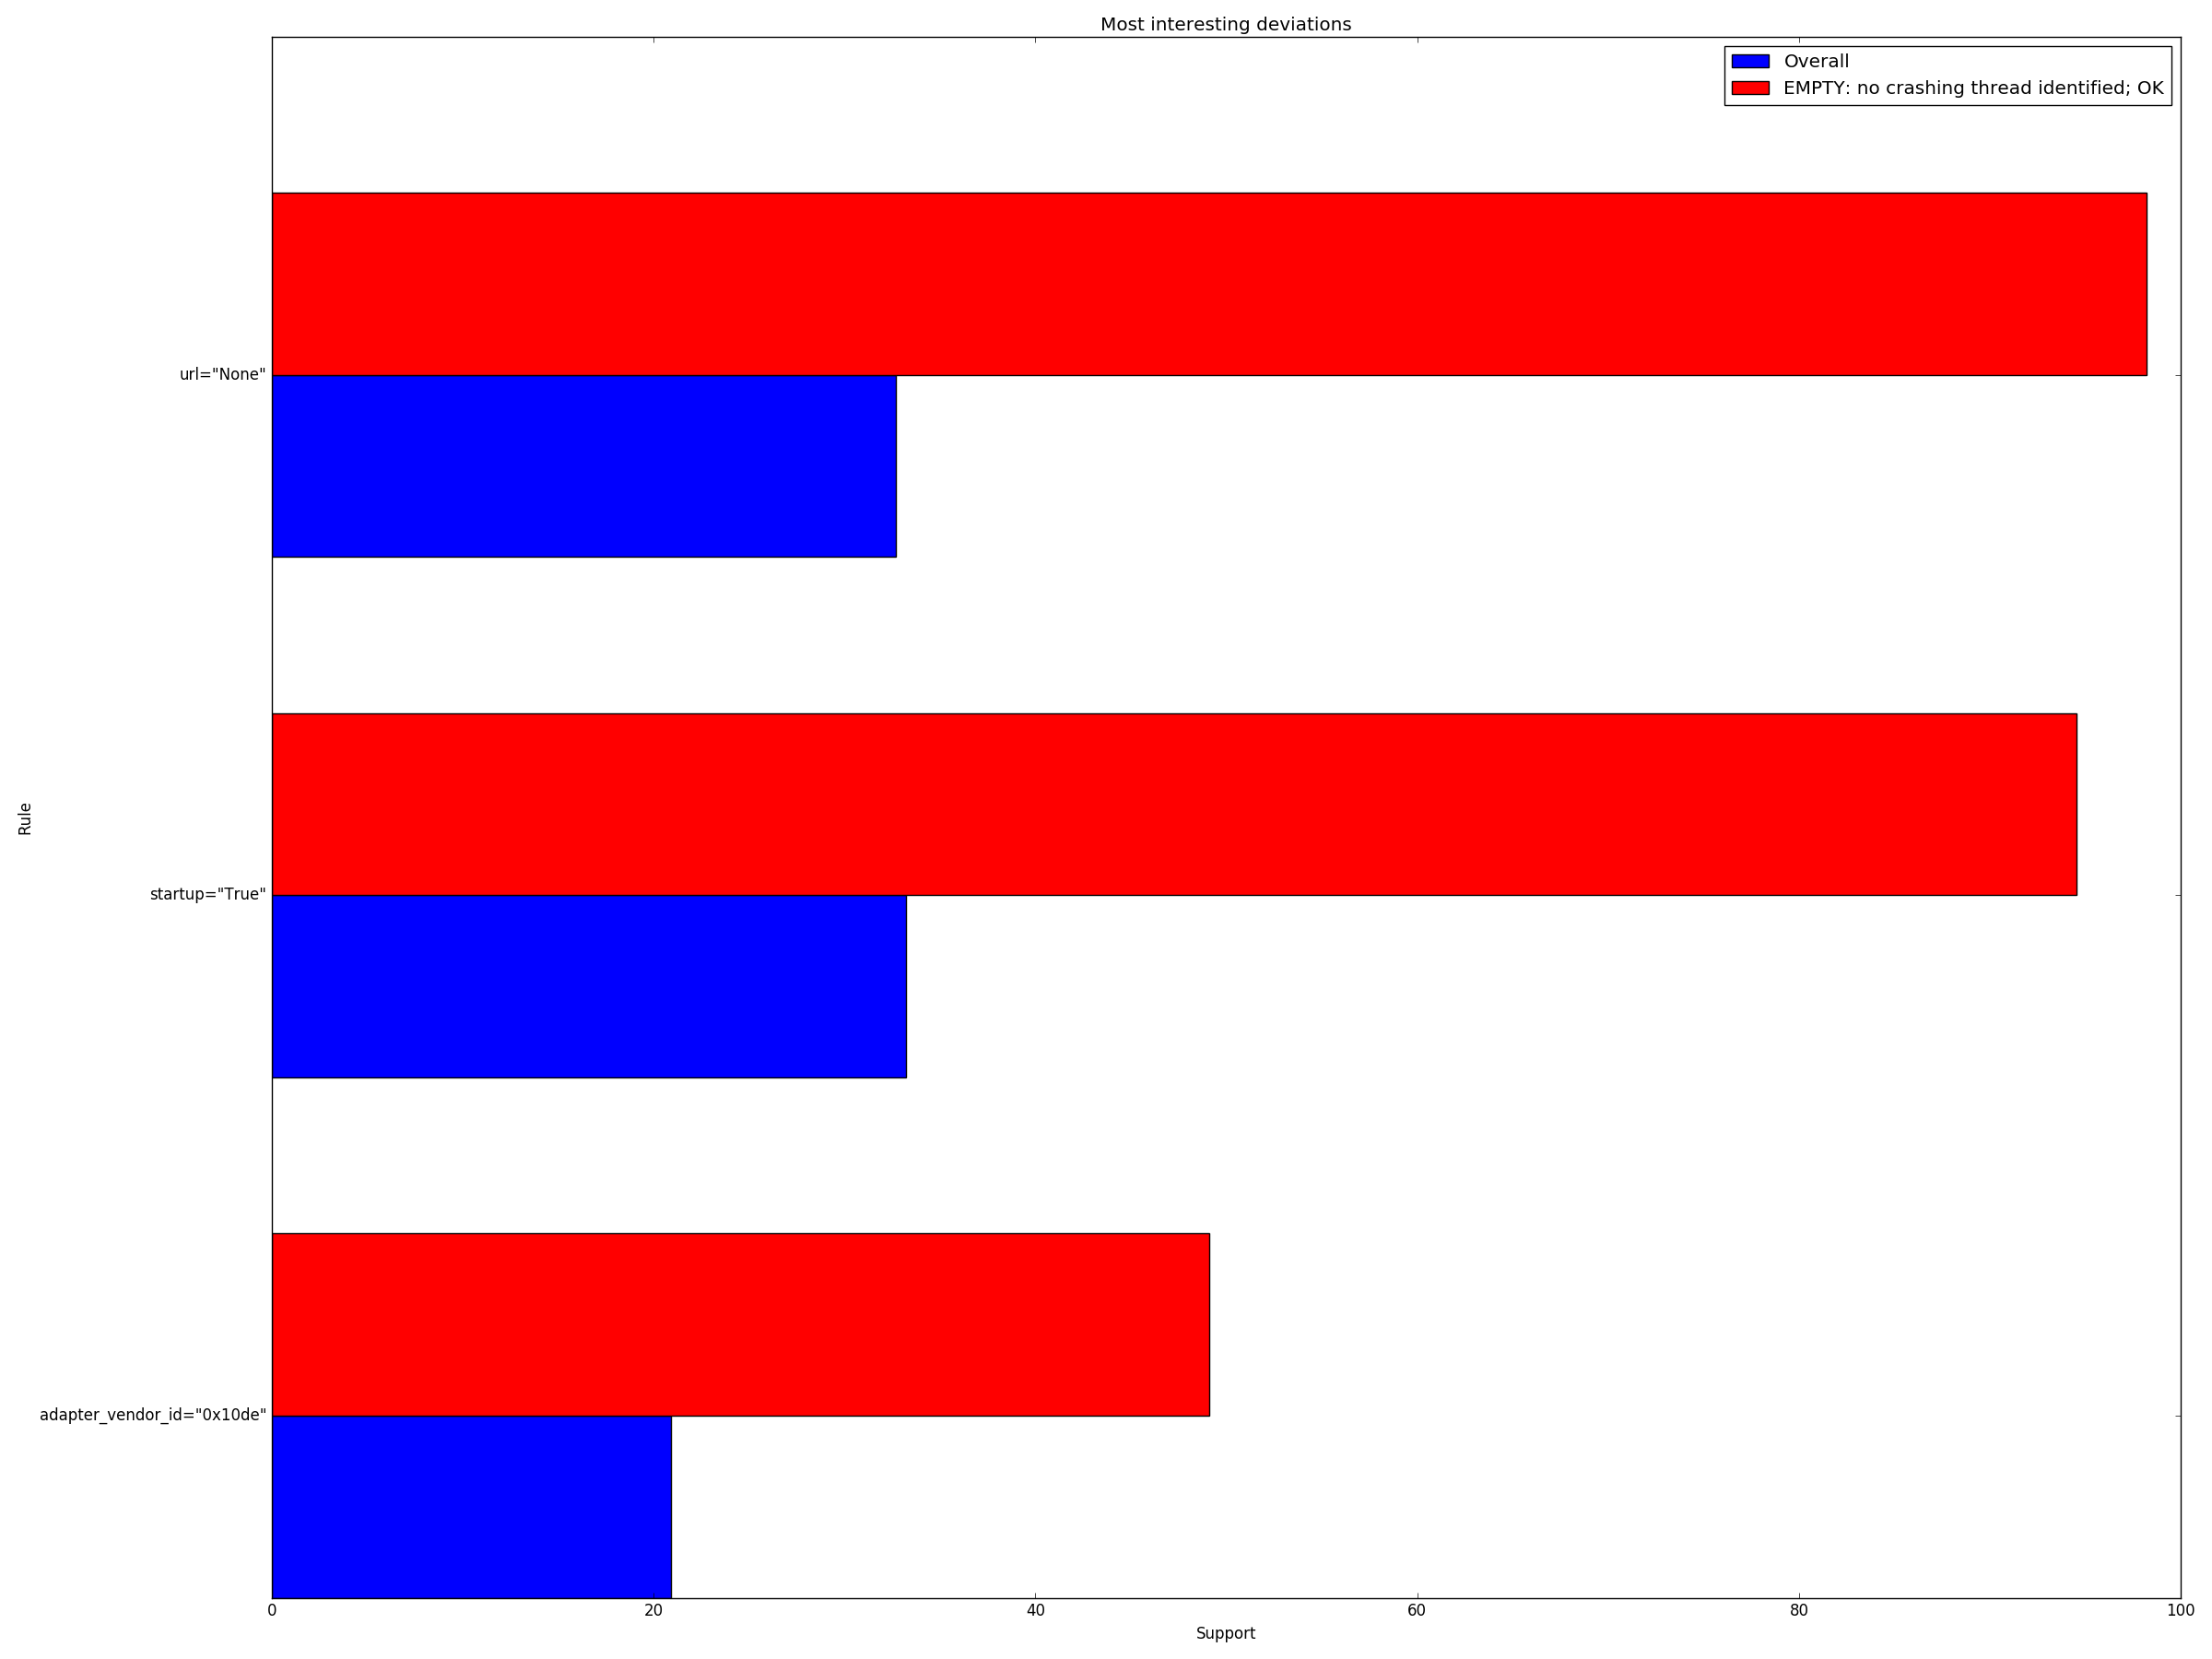 Most interesting deviations
Overall
EMPTY: no crashing thread identified; OK
url="None"
startup="True"
adapter_vendor_id="0x10de"
Rule
0 20 40 60 80 100
Support